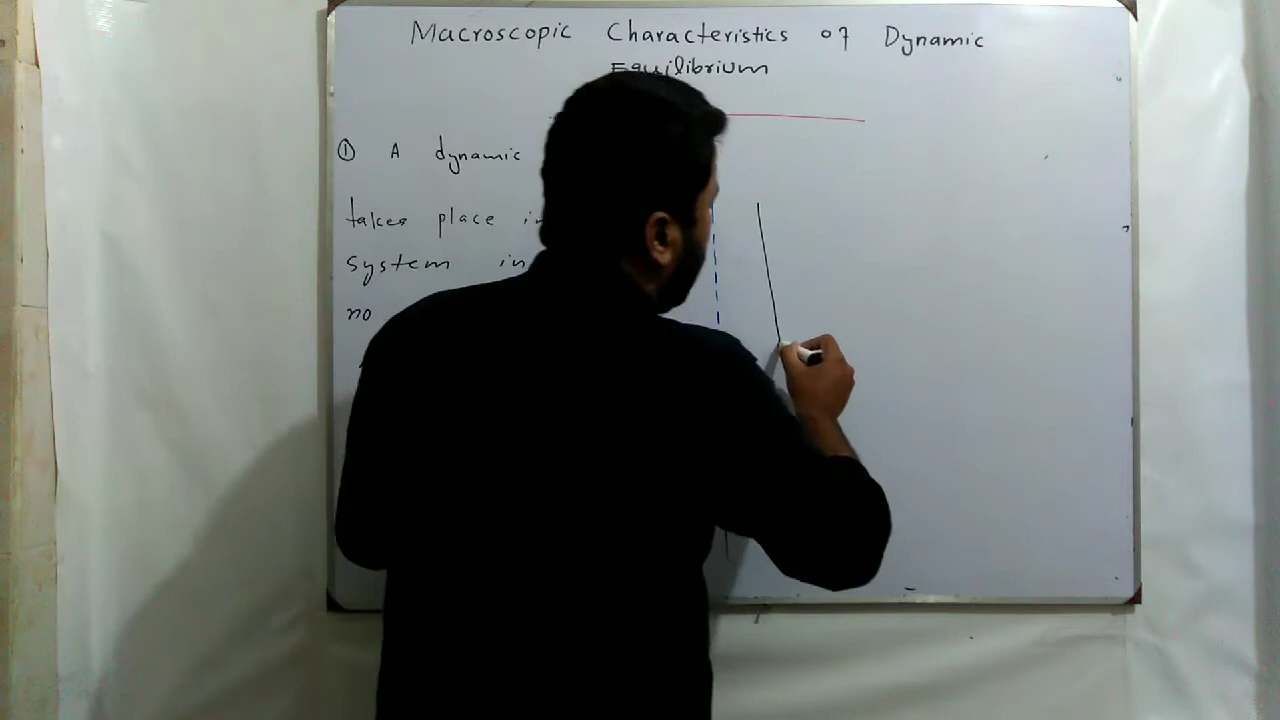 Macroscopic Characteristics of Dynamic
Equilibrium
① A dynamic
takes place
system in
no